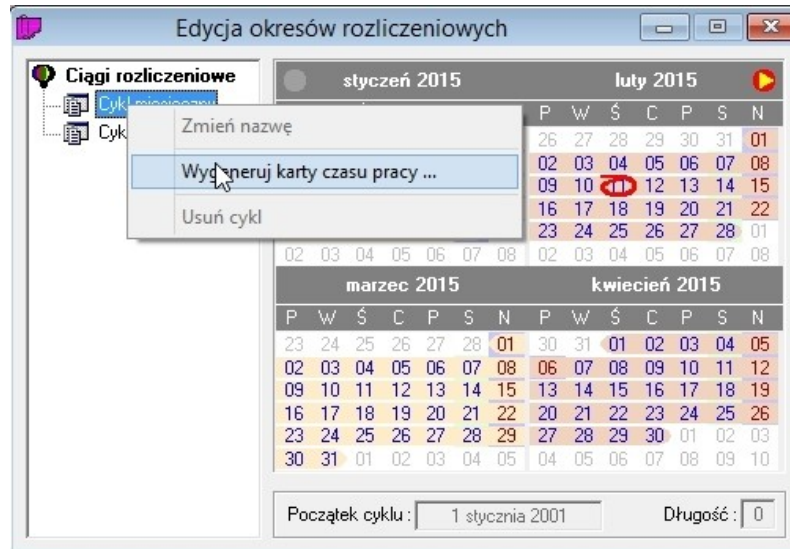 Edycja okresów rozliczeniowych
Ciągi rozliczeniowe
Cykl miesięczny
Cyk
Zmień nazwę
Wygeneruj karty czasu pracy ...
Usuń cykl
styczeń 2015
luty 2015
P W Ś C P S N
26 27 28 29 30 31 01
02 03 04 05 06 07 08
09 10 11 12 13 14 15
16 17 18 19 20 21 22
23 24 25 26 27 28 01
02 03 04 05 06 07 08 02 03 04 05 06 07 08
marzec 2015
kwiecień 2015
P W Ś C P S N P W Ś C P S N
23 24 25 26 27 28 01 30 31 01 02 03 04 05
02 03 04 05 06 07 08 06 07 08 09 10 11 12
09 10 11 12 13 14 15 13 14 15 16 17 18 19
16 17 18 19 20 21 22 20 21 22 23 24 25 26
23 24 25 26 27 28 29 27 28 29 30 01 02 03
30 31 01 02 03 04 05 04 05 06 07 08 09 10
Początek cyklu : 1 stycznia 2001 Długość : 0